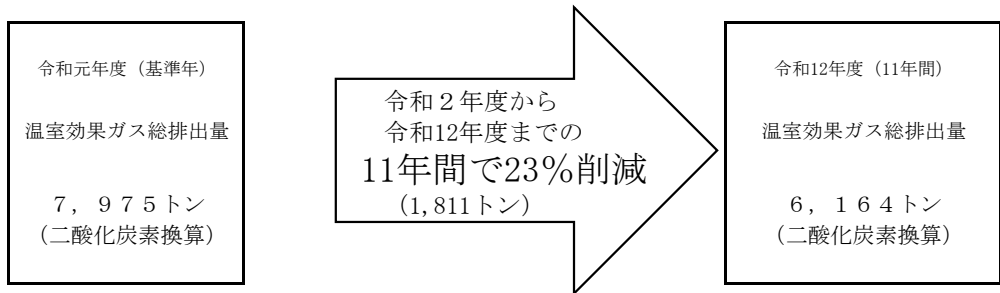 令和元年度（基準年）
温室効果ガス総排出量
７，９７５トン
（二酸化炭素換算）
令和２年度から
令和12年度までの
11年間で23％削減
（1,811トン）
令和12年度（11年間）
温室効果ガス総排出量
６，１６４トン
（二酸化炭素換算）